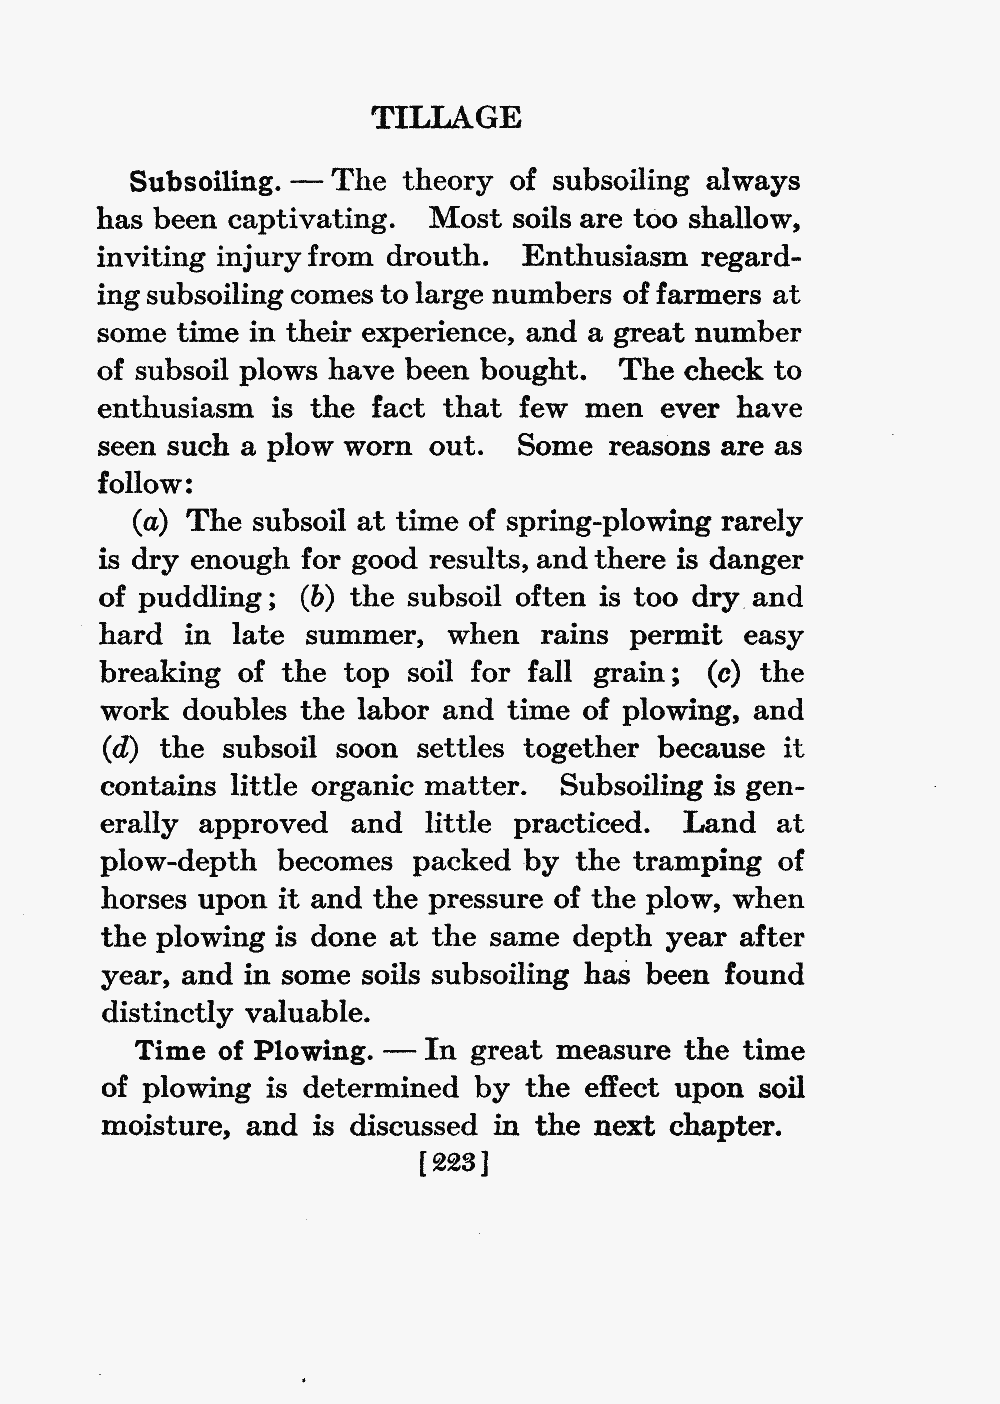 TILLAGE
Subsoiling. — The theory of subsoiling always
has been captivating. Most soils are too shallow,
inviting injury from drouth. Enthusiasm regard-
ing subsoiling comes to large numbers of farmers at
some time in their experience, and a great number
of subsoil plows have been bought. The check to
enthusiasm is the fact that few men ever have
seen such a plow worn out. Some reasons are as
follow:
(a) The subsoil at time of spring-plowing rarely
is dry enough for good results, and there is danger
of puddling; (b) the subsoil often is too dry and
hard in late summer, when rains permit easy
breaking of the top soil for fall grain; (c) the
work doubles the labor and time of plowing, and
(d) the subsoil soon settles together because it
contains little organic matter. Subsoiling is gen-
erally approved and little practiced. Land at
plow-depth becomes packed by the tramping of
horses upon it and the pressure of the plow, when
the plowing is done at the same depth year after
year, and in some soils subsoiling has been found
distinctly valuable.
Time of Plowing. — In great measure the time
of plowing is determined by the effect upon soil
moisture, and is discussed in the next chapter.
[223]